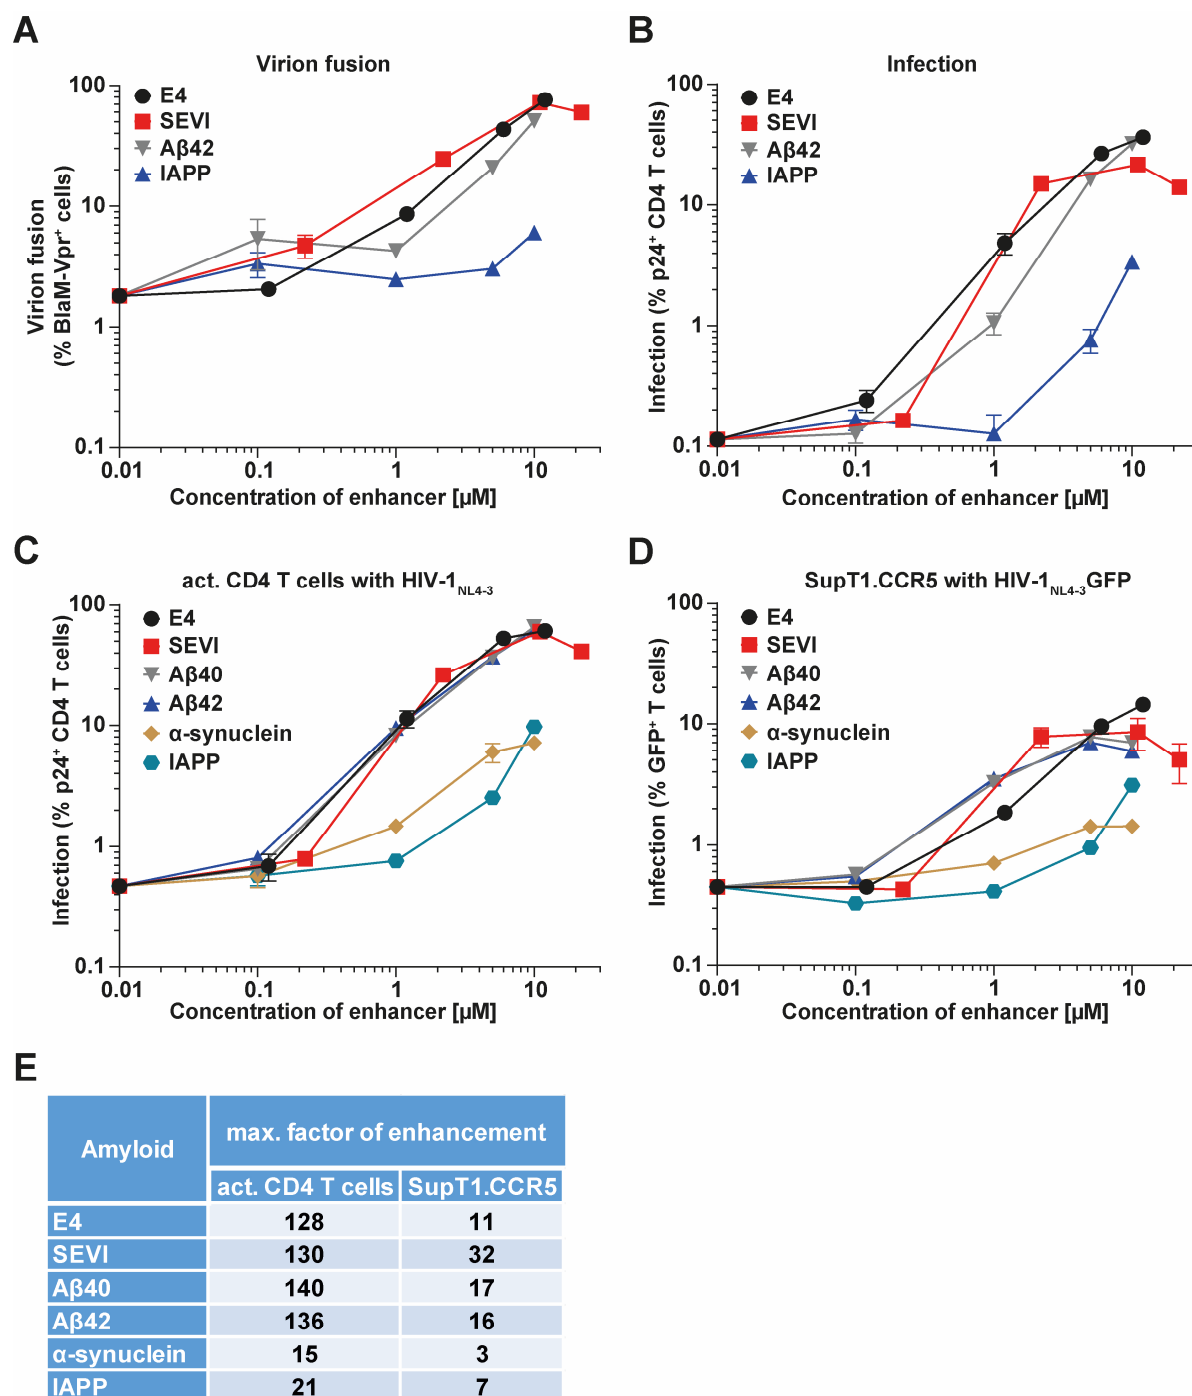 A
Virion fusion
100
10
1
0.1
0.01
0.1
1
10
E4
SEVI
Aβ42
IAPP
Virion fusion
(% BlaM-Vpr⁺ cells)
Concentration of enhancer [µM]
B
Infection
100
10
1
0.1
0.01
0.1
1
10
E4
SEVI
Aβ42
IAPP
Infection (% p24⁺ CD4 T cells)
Concentration of enhancer [µM]
C
act. CD4 T cells with HIV-1NL4-3
100
10
1
0.1
0.01
0.1
1
10
E4
SEVI
Aβ40
Aβ42
α-synuclein
IAPP
Infection (% p24⁺ CD4 T cells)
Concentration of enhancer [µM]
D
SupT1.CCR5 with HIV-1NL4-3GFP
100
10
1
0.1
0.01
0.1
1
10
E4
SEVI
Aβ40
Aβ42
α-synuclein
IAPP
Infection (% GFP⁺ T cells)
Concentration of enhancer [µM]
E
Amyloid
max. factor of enhancement
act. CD4 T cells SupT1.CCR5
E4 128 11
SEVI 130 32
Aβ40 140 17
Aβ42 136 16
α-synuclein 15 3
IAPP 21 7